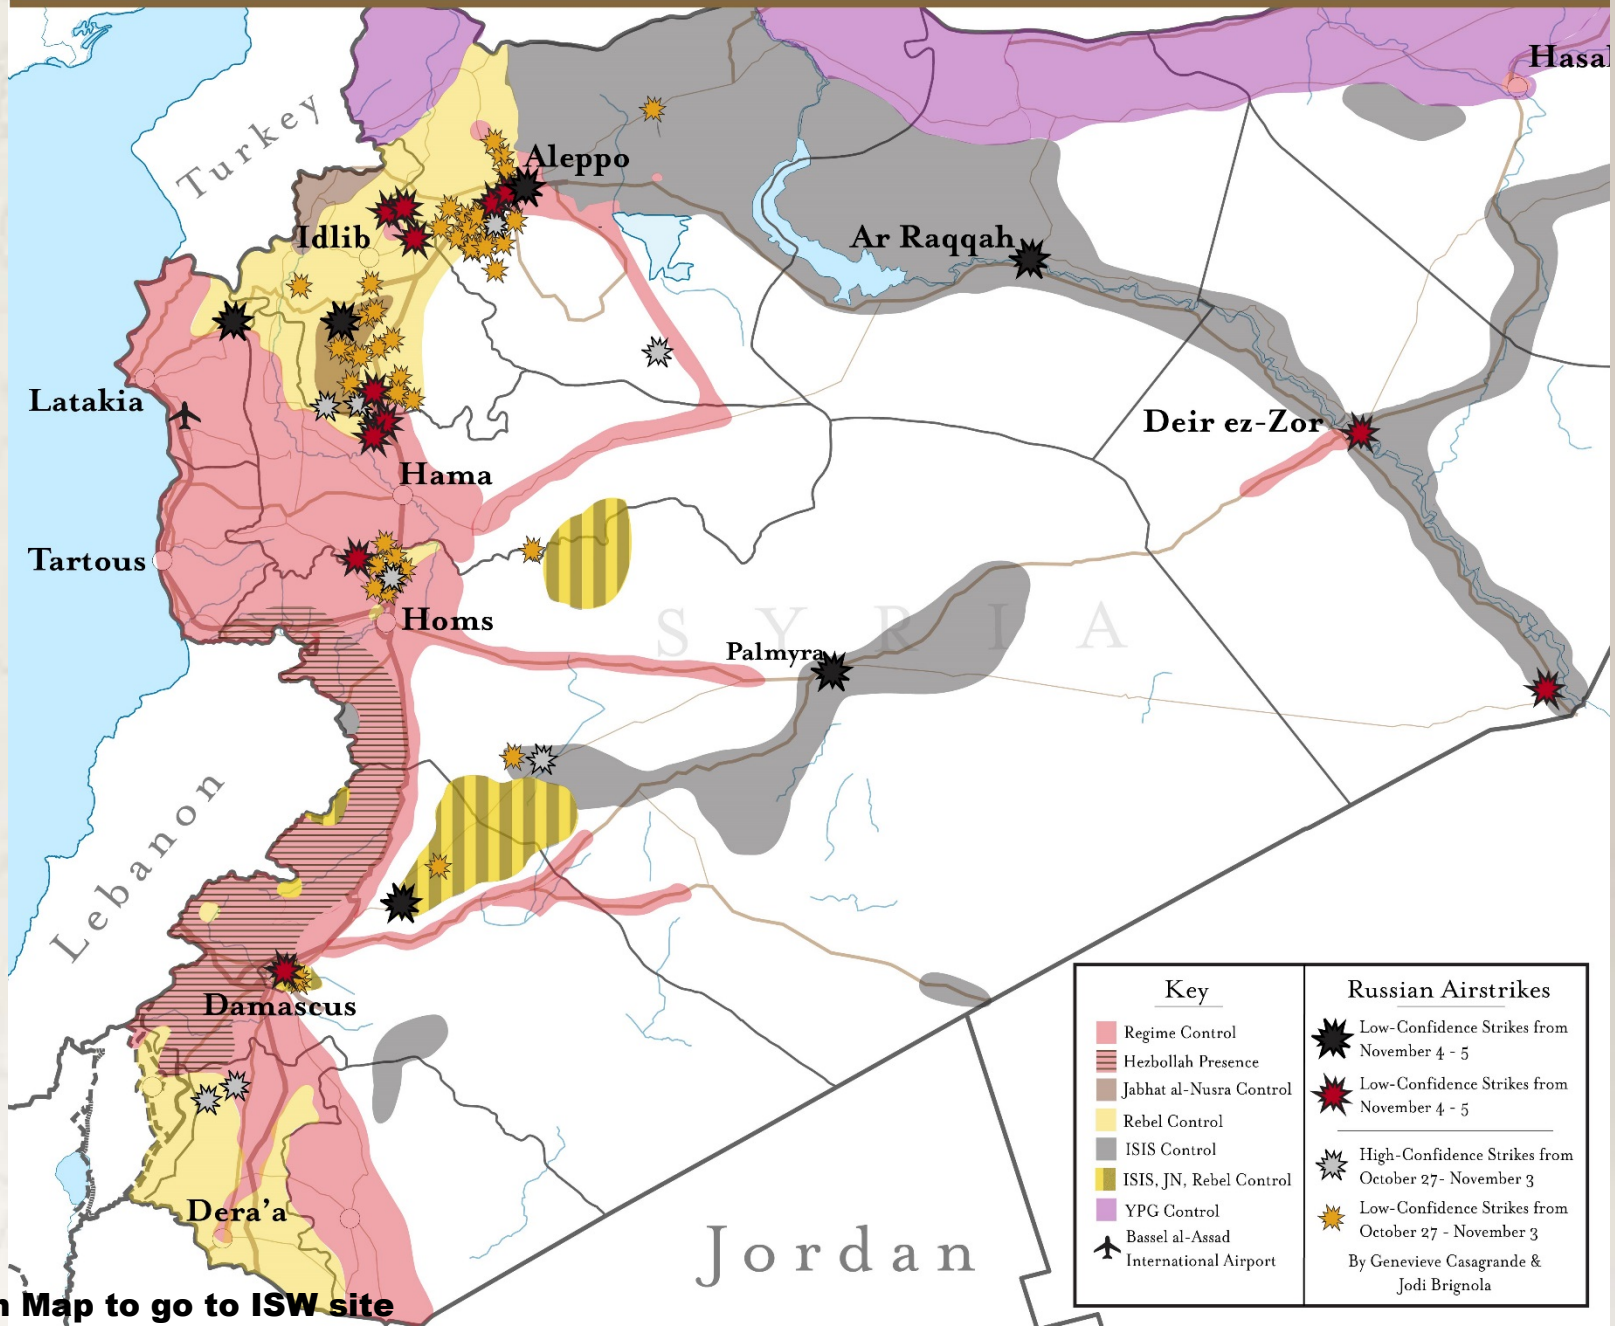 Hasal
Turkey
Aleppo
Idlib
Ar Raqqah
Latakia
Deir ez-Zor
Hama
Tartous
Homs
SYRIA
Palmyra
Lebanon
Damascus
Dera'a
Jordan
n Map to go to ISW site
Key
Regime Control
Hezbollah Presence
Jabhat al-Nusra Control
Rebel Control
ISIS Control
ISIS, JN, Rebel Control
YPG Control
Bassel al-Assad
International Airport
Russian Airstrikes
Low-Confidence Strikes from
November 4 - 5
Low-Confidence Strikes from
November 4 - 5
High-Confidence Strikes from
October 27- November 3
Low-Confidence Strikes from
October 27 - November 3
By Genevieve Casagrande &
Jodi Brignola